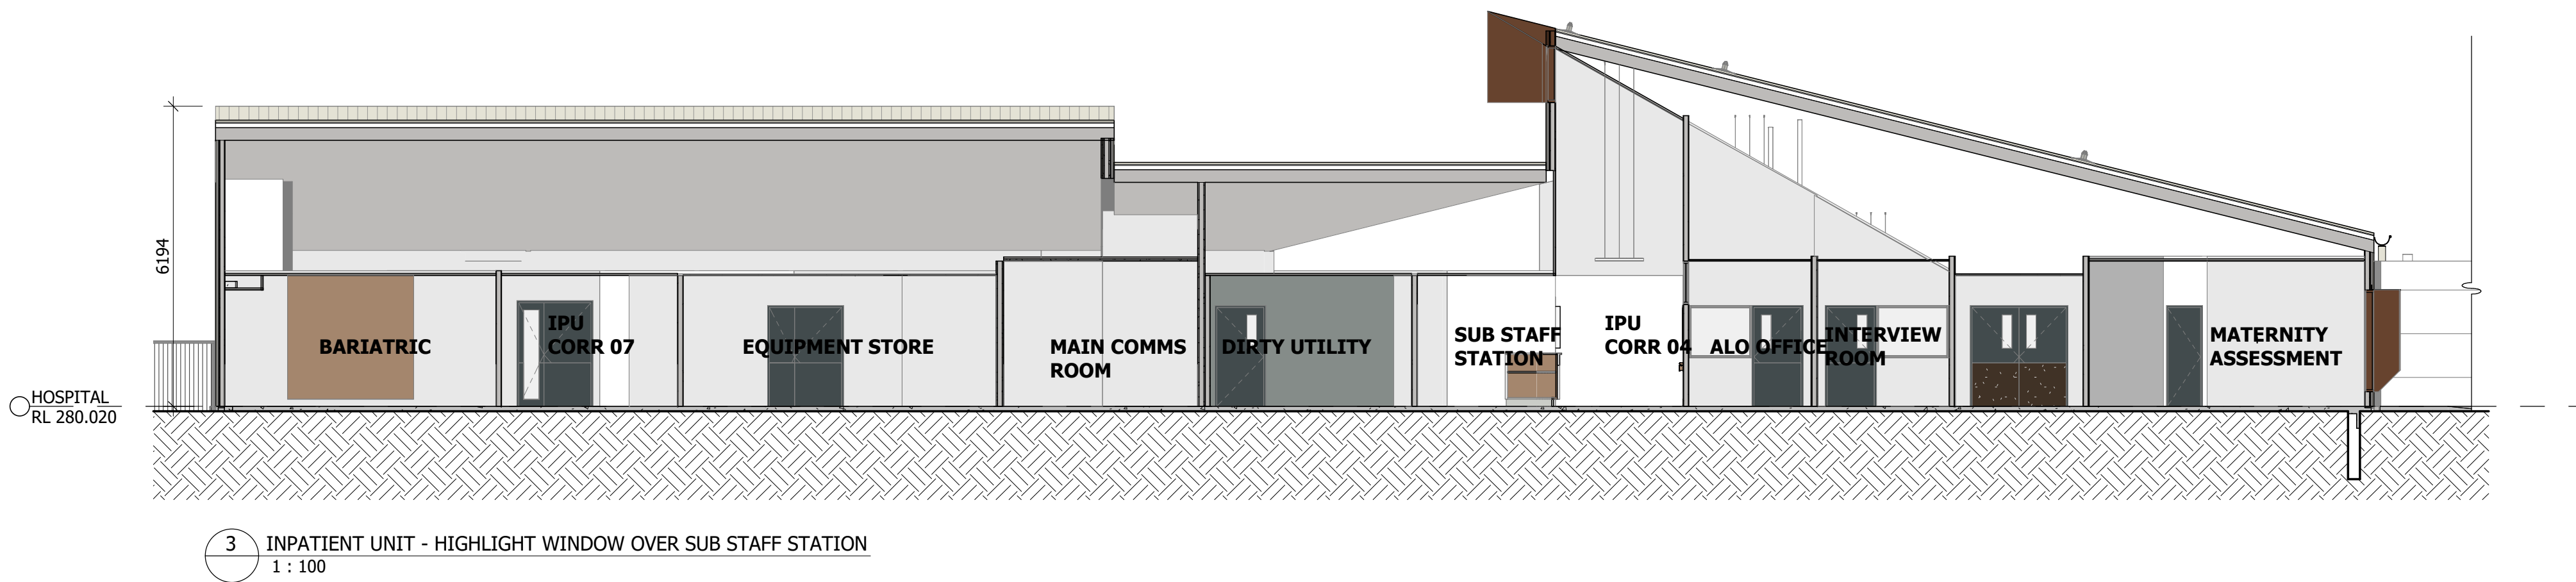 6194
BARIATRIC
IPU
CORR 07
EQUIPMENT STORE
MAIN COMMS
ROOM
DIRTY UTILITY
SUB STAFF
STATION
IPU
CORR 04
ALO OFFICE
INTERVIEW
ROOM
MATERNITY
ASSESSMENT
HOSPITAL
RL 280.020
3
INPATIENT UNIT - HIGHLIGHT WINDOW OVER SUB STAFF STATION
1 : 100